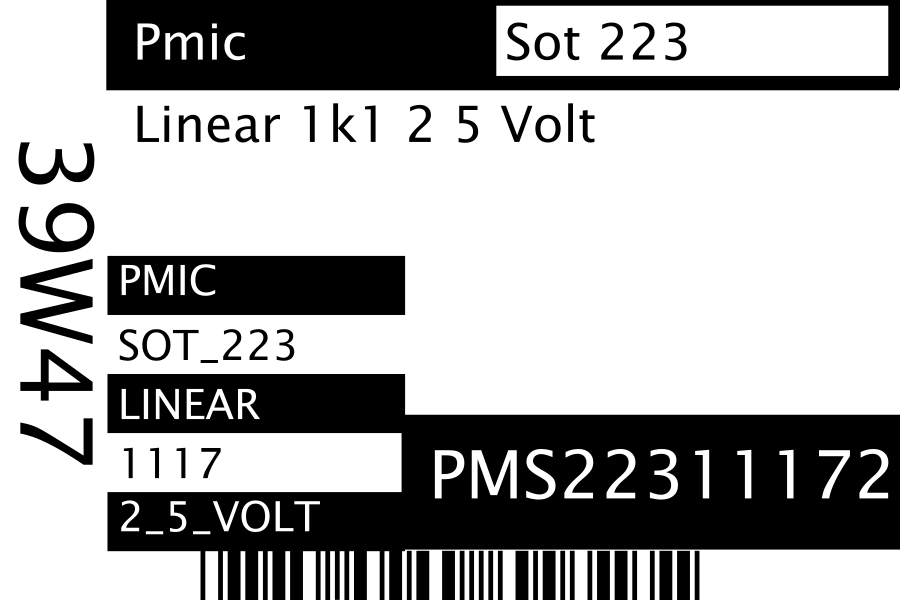 Pmic
Sot 223
Linear 1k1 2 5 Volt
39W47
PMIC
SOT_223
LINEAR
1117
2_5_VOLT
PMS22311172